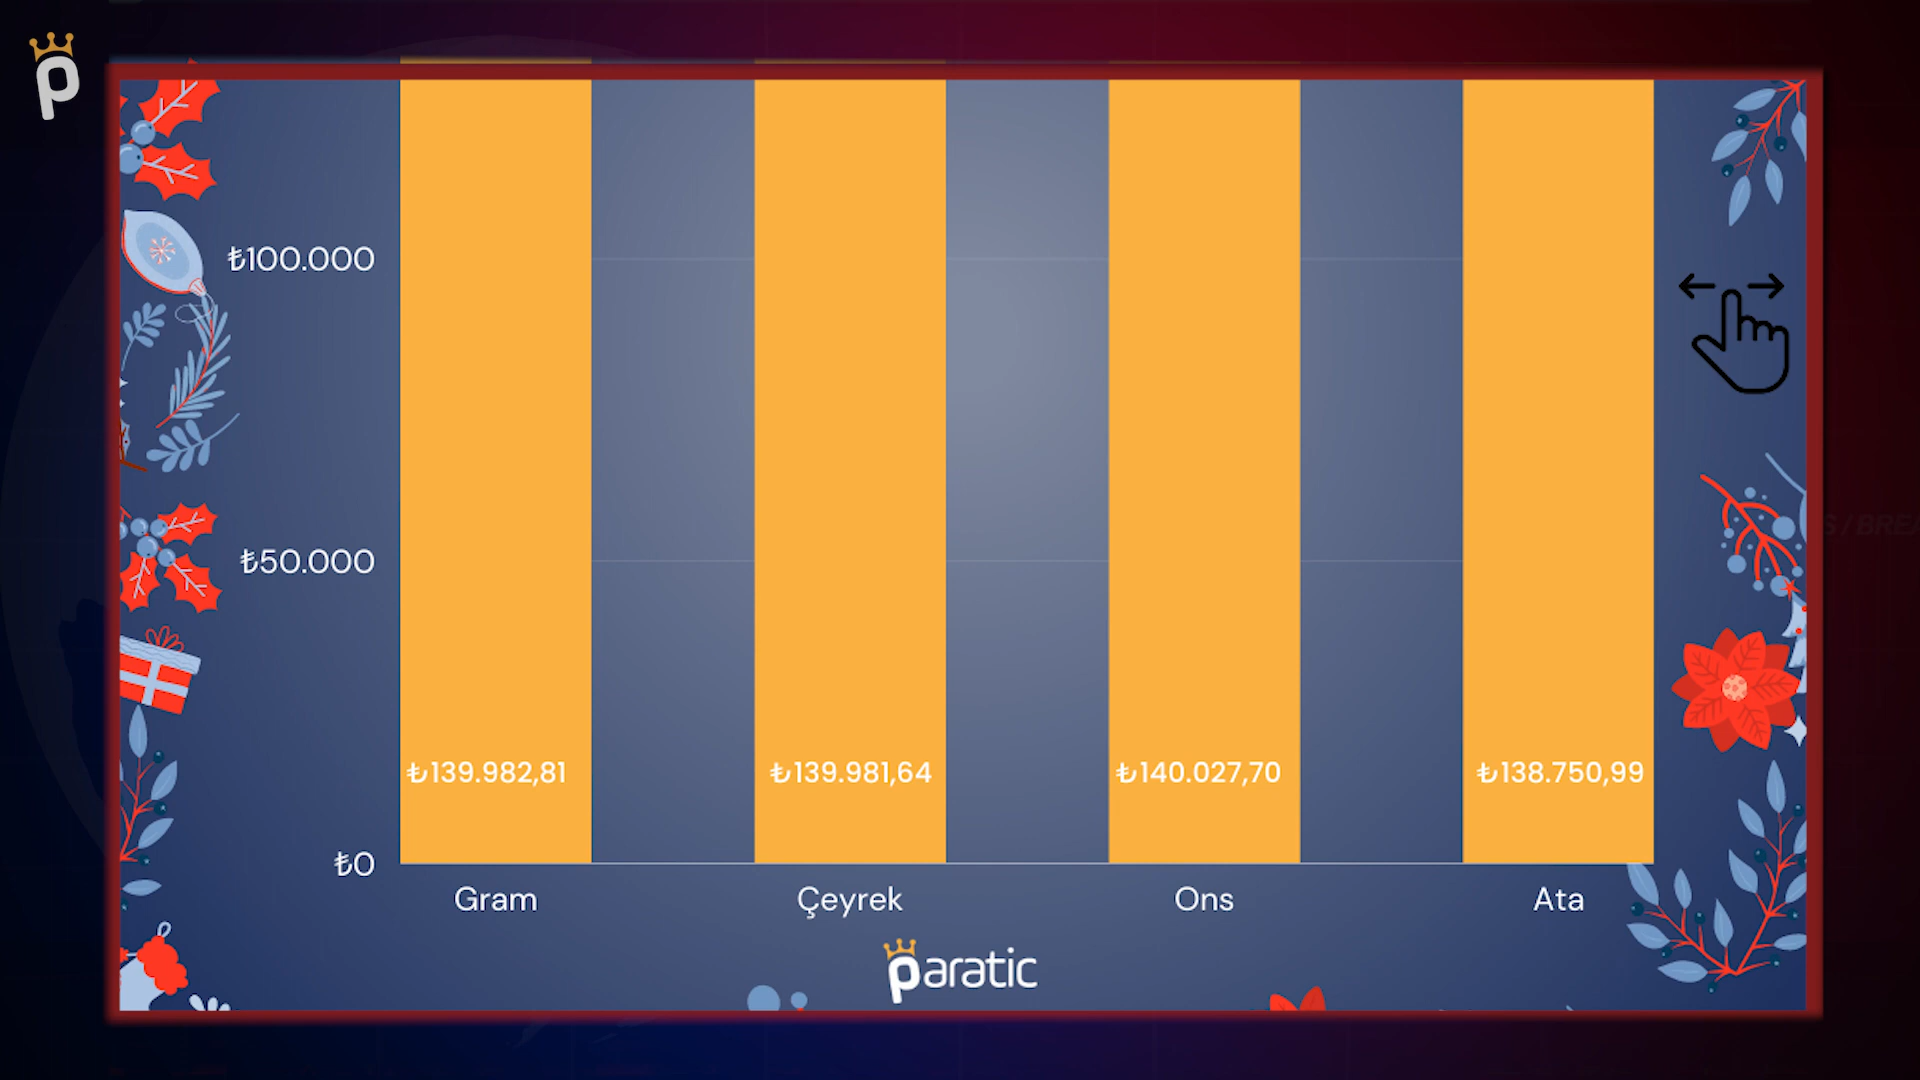 p
₺100.000
₺50.000
₺139.982,81 ₺139.981,64 ₺140.027,70 ₺138.750,99
₺0
Gram Çeyrek Ons Ata
paratic